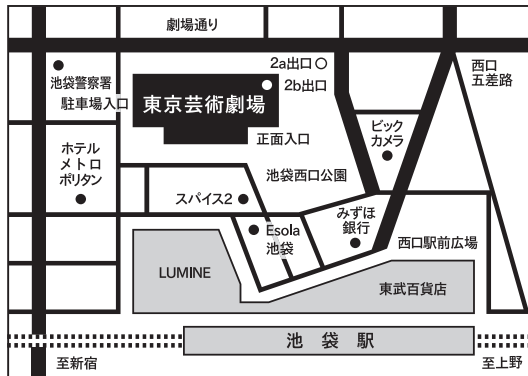 劇場通り
2a出口
2b出口
西口
五差路
池袋警察署
駐車場入口
東京芸術劇場
正面入口
ビック
カメラ
ホテル
メトロ
ポリタン
池袋西口公園
スパイス2
みずほ
銀行
Esola
池袋
西口駅前広場
LUMINE
東武百貨店
池袋駅
至新宿
至上野